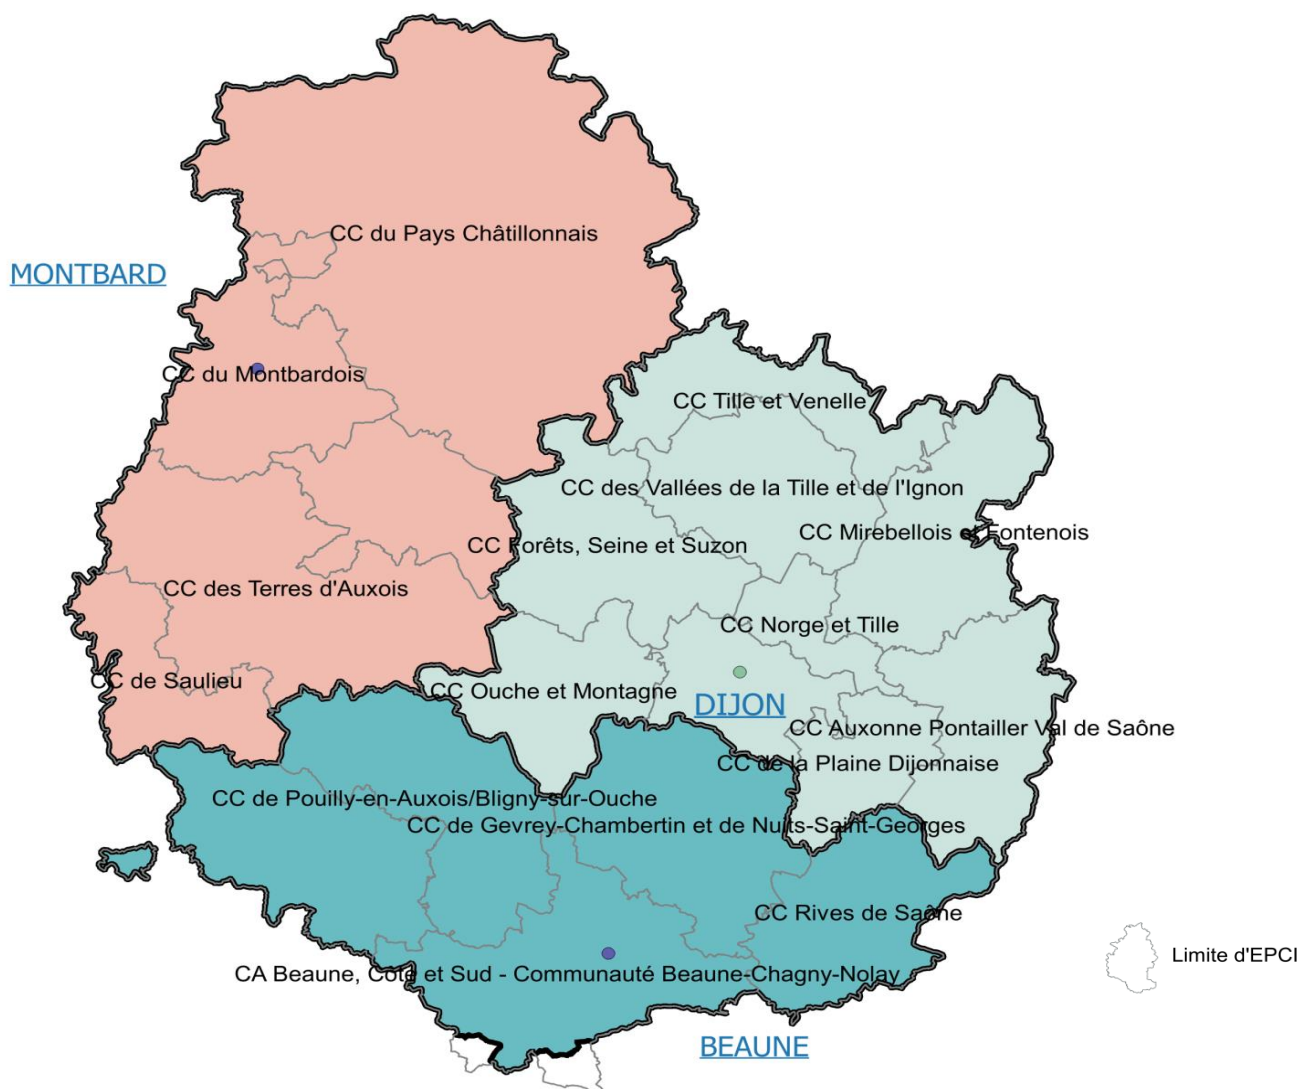 CC du Pays Châtillonnais
MONTBARD
CC du Montbardois
CC Tille et Venelle
CC des Vallées de la Tille et de l'Ignon
CC Mirebellois et Fontenois
CC Forêts, Seine et Suzon
CC des Terres d'Auxois
CC Norge et Tille
CC de Saulieu
CC Ouche et Montagne
DIJON
CC Auxonne Pontailler Val de Saône
CC de la Plaine Dijonnaise
CC de Pouilly-en-Auxois/Bligny-sur-Ouche
CC de Gevrey-Chambertin et de Nuits-Saint-Georges
CC Rives de Saône
Limite d'EPCI
CA Beaune, Côte et Sud - Communauté Beaune-Chagny-Nolay
BEAUNE